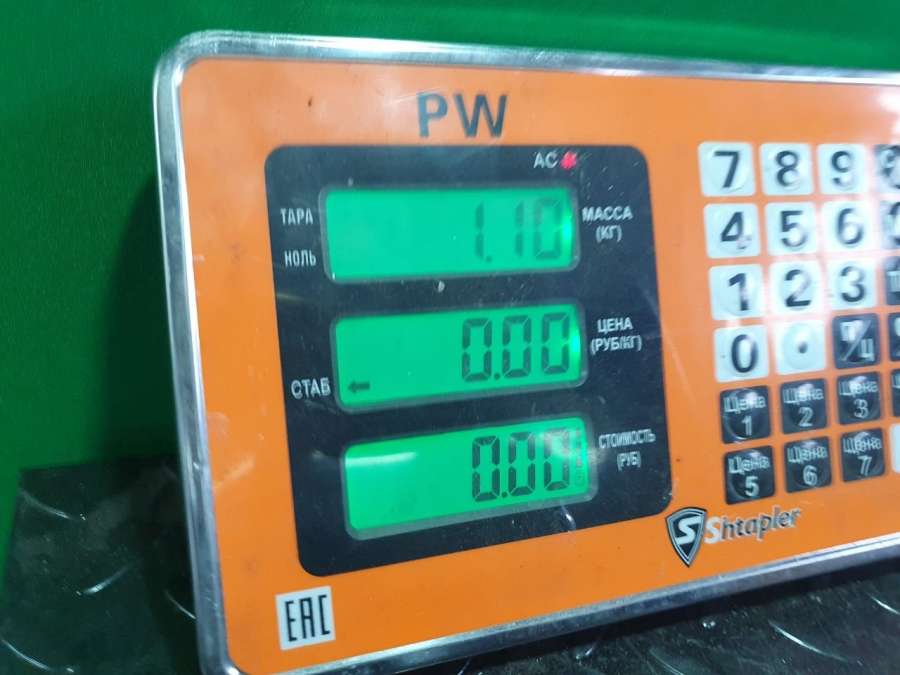 PW
AC
ТАРА
НОЛЬ
1.10
МАССА
(КГ)
0.00
ЦЕНА
(РУБ/КГ)
СТАБ
0.00
СТОИМОСТЬ
(РУБ)
7 8 9
4 5 6
1 2 3
0 .
Цена 1
Цена 2
Цена 3
Цена 5
Цена 6
Цена 7
S Shtapler
EAC